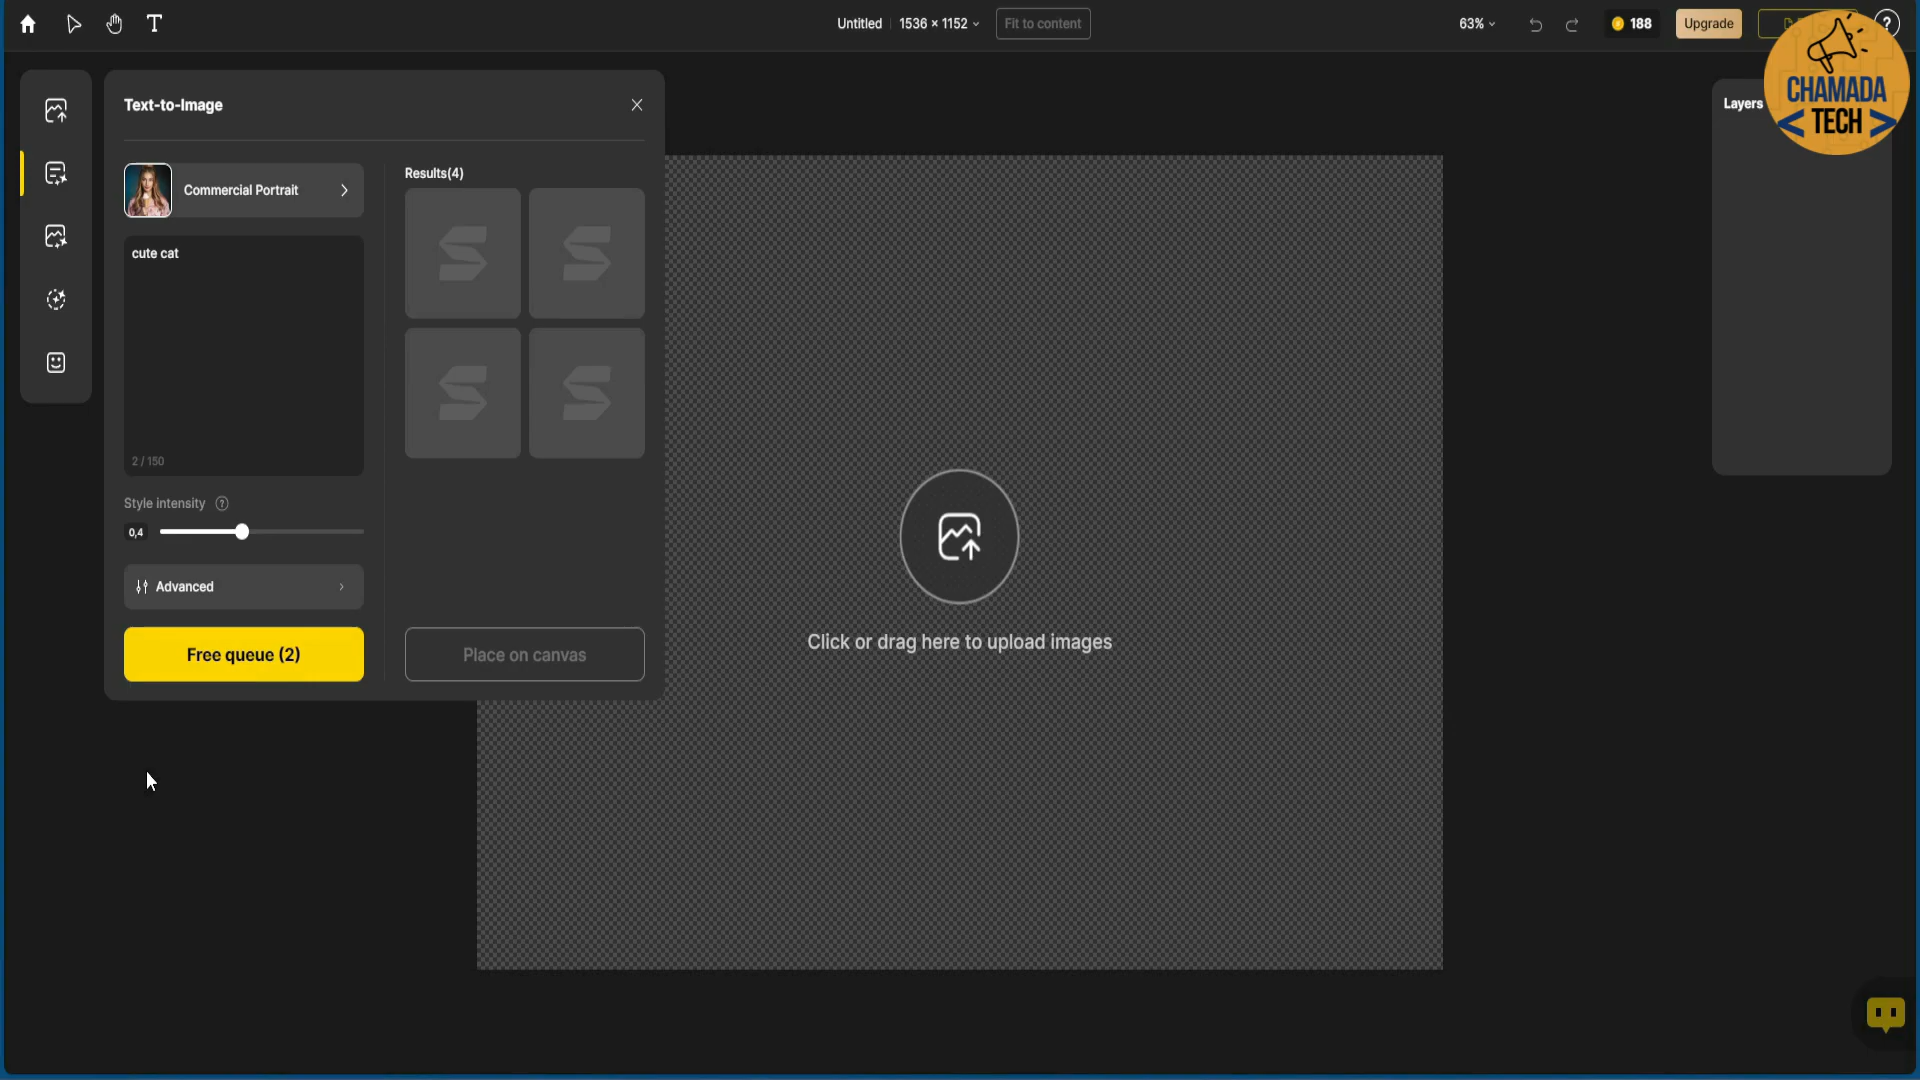 Untitled
1536 × 1152
Fit to content
63%
188
Upgrade
?
CHAMADA
< TECH >
Layers
Text-to-Image
Commercial Portrait
Results(4)
cute cat
2 / 150
Style intensity ?
0,4
Advanced
Free queue (2)
Place on canvas
Click or drag here to upload images